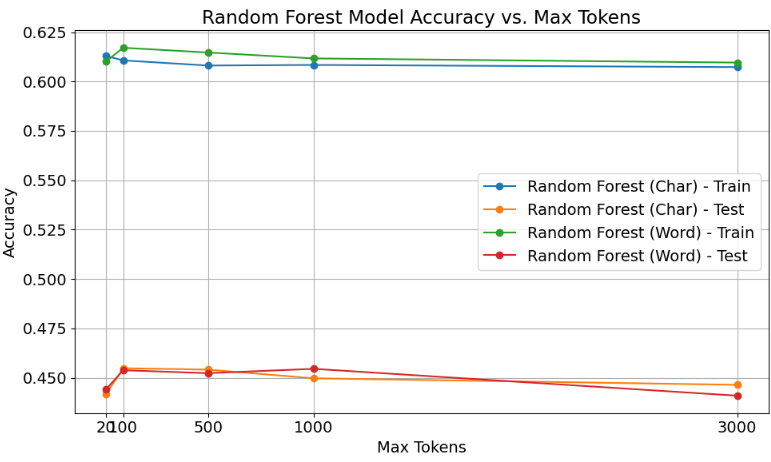 Random Forest Model Accuracy vs. Max Tokens
0.625
0.600
0.575
0.550
0.525
0.500
0.475
0.450
Accuracy
Random Forest (Char) - Train
Random Forest (Char) - Test
Random Forest (Word) - Train
Random Forest (Word) - Test
20 100 500 1000 3000
Max Tokens